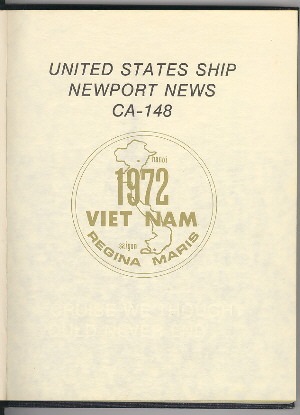 UNITED STATES SHIP
NEWPORT NEWS
CA-148
hanoi
1972
VIET NAM
saigon
REGINA MARIS